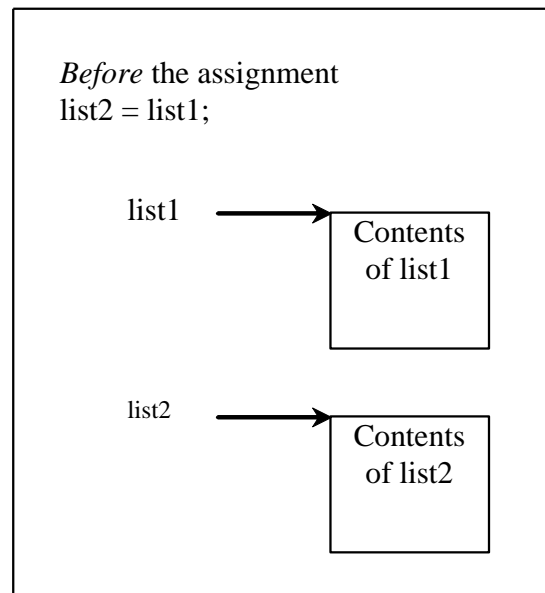 Before the assignment
list2 = list1;
list1
Contents
of list1
list2
Contents
of list2